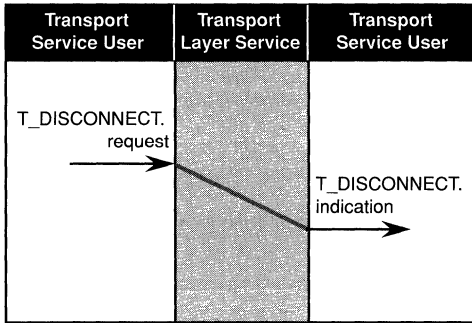 Transport
Service User
Transport
Layer Service
Transport
Service User
T_DISCONNECT.
request
T_DISCONNECT.
indication